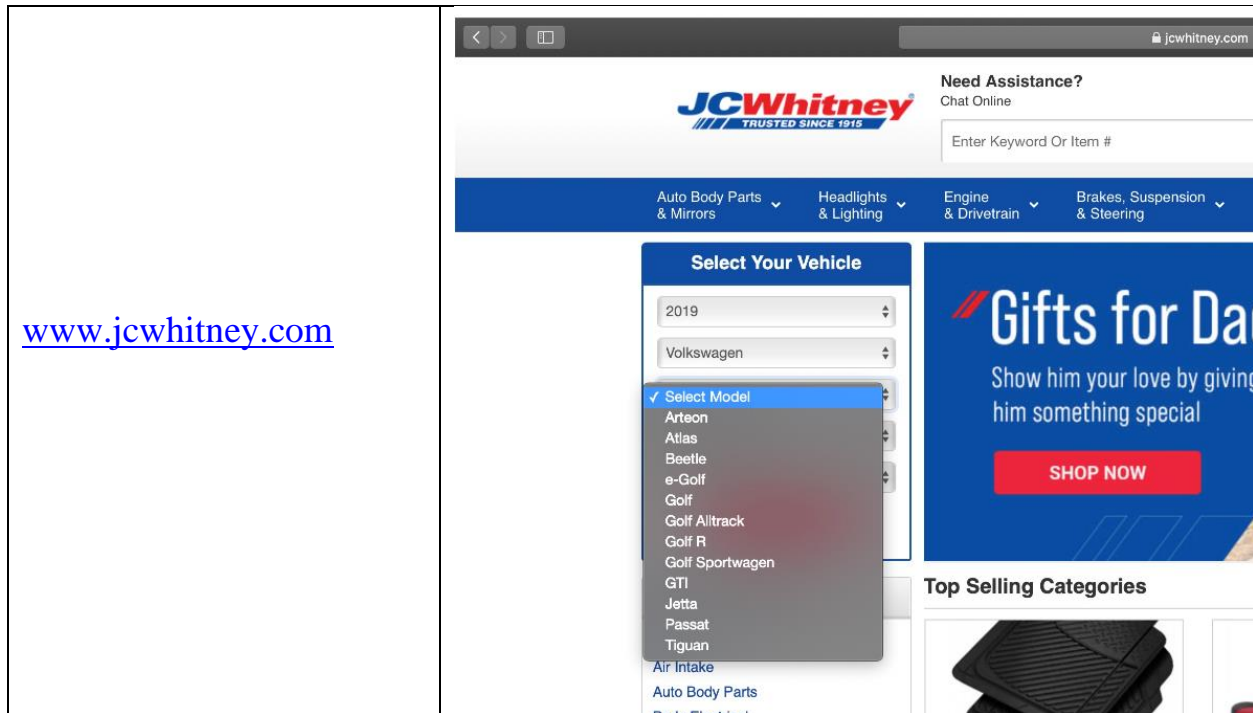 www.jcwhitney.com
jcwhitney.com
JCWhitney
TRUSTED SINCE 1915
Need Assistance?
Chat Online
Enter Keyword Or Item #
Auto Body Parts & Mirrors
Headlights & Lighting
Engine & Drivetrain
Brakes, Suspension & Steering
Select Your Vehicle
2019
Volkswagen
✓ Select Model
Arteon
Atlas
Beetle
e-Golf
Golf
Golf Alltrack
Golf R
Golf Sportwagen
GTI
Jetta
Passat
Tiguan
Air Intake
Auto Body Parts
Gifts for
Show him your love by giving
him something special
SHOP NOW
Top Selling Categories